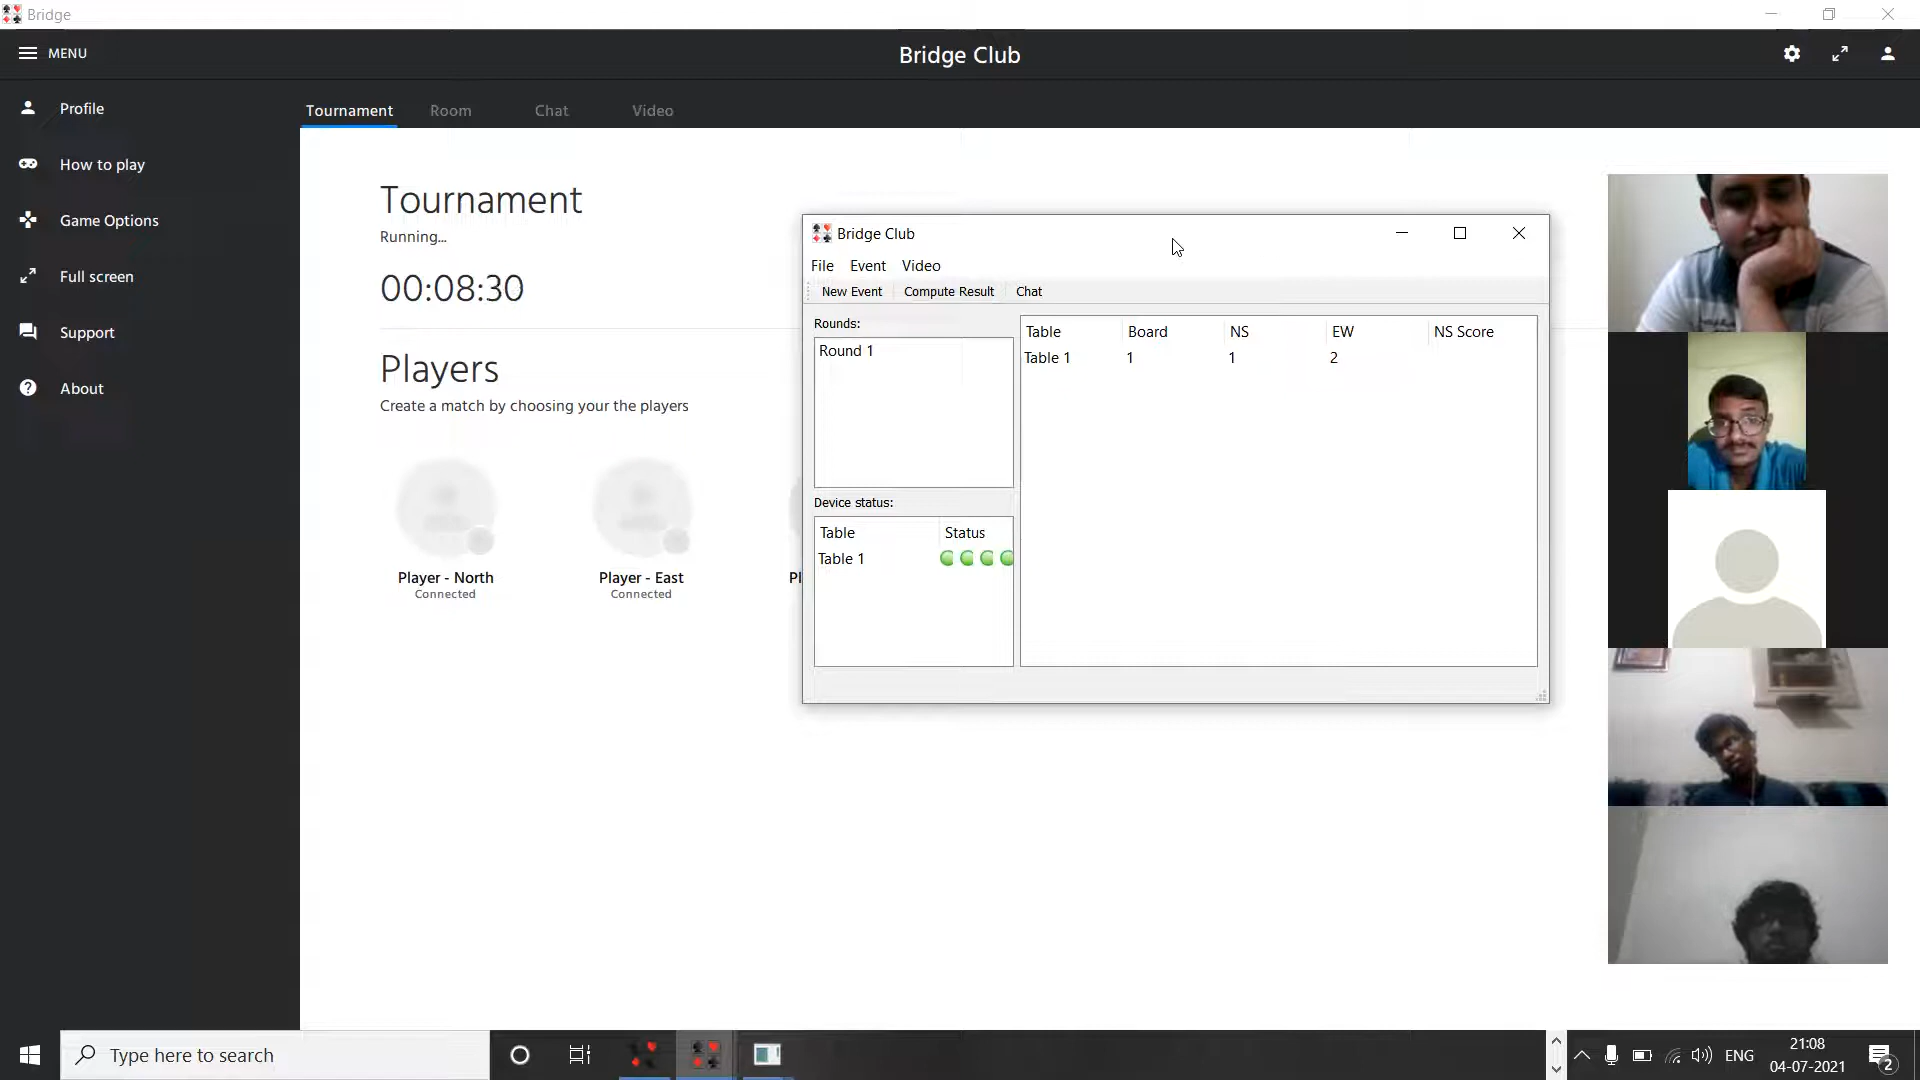 Bridge
MENU
Bridge Club
Profile
How to play
Game Options
Full screen
Support
About
Tournament Room Chat Video
Tournament
Running...
00:08:30
Players
Create a match by choosing your the players
Player - North
Connected
Player - East
Connected
Pl
Bridge Club
File Event Video
New Event Compute Result Chat
Rounds:
Round 1
Device status:
Table Status
Table 1
Table Board NS EW NS Score
Table 1 1 1 2
Type here to search
ENG
21:08
04-07-2021
2